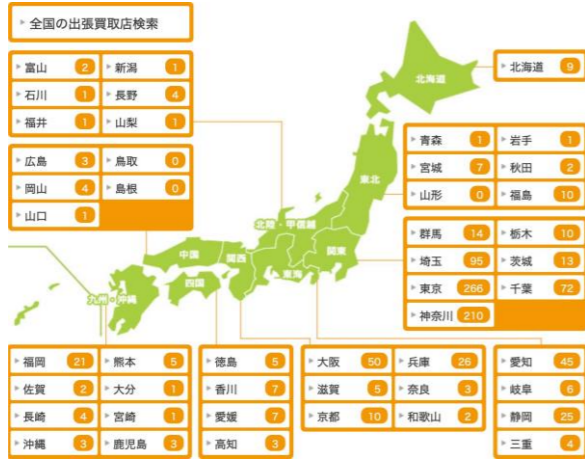 全国の出張買取店検索
富山 2 新潟 1
石川 1 長野 4
福井 1 山梨 1
広島 3 鳥取 0
岡山 4 島根 0
山口 1
北海道
東北
北陸・甲信越
関東
中国
関西
東海
四国
九州・沖縄
北海道 9
青森 1 岩手 1
宮城 7 秋田 2
山形 0 福島 10
群馬 14 栃木 10
埼玉 95 茨城 13
東京 266 千葉 72
神奈川 210
福岡 21 熊本 5
佐賀 2 大分 1
長崎 4 宮崎 1
沖縄 3 鹿児島 3
徳島 5
香川 7
愛媛 7
高知 3
大阪 50 兵庫 26
滋賀 5 奈良 3
京都 10 和歌山 2
愛知 45
岐阜 6
静岡 25
三重 4